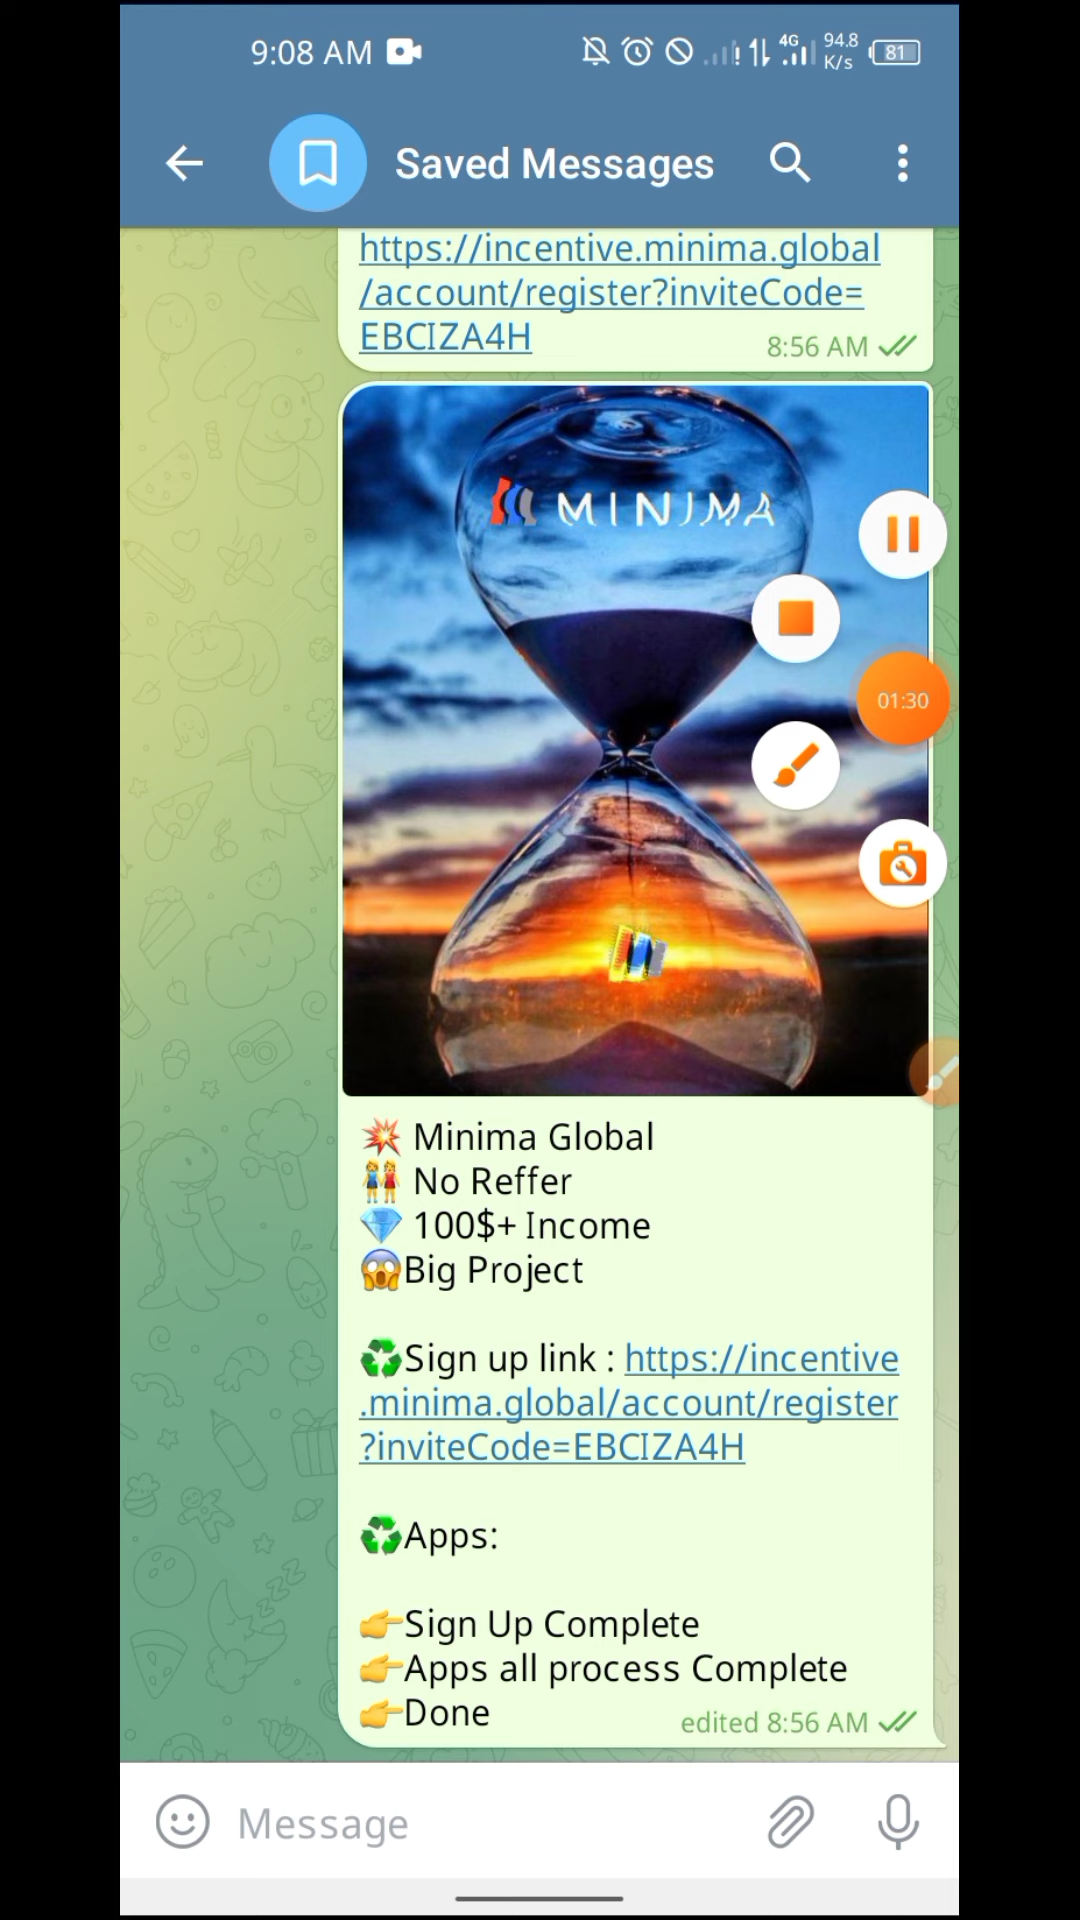 9:08 AM
4G
94.8
K/s
81
Saved Messages
https://incentive.minima.global
/account/register?inviteCode=
EBCIZA4H
8:56 AM
MINIMA
01:30
💥 Minima Global
👭 No Reffer
💎 100$+ Income
😱Big Project
♻️Sign up link : https://incentive
.minima.global/account/register
?inviteCode=EBCIZA4H
♻️Apps:
👉Sign Up Complete
👉Apps all process Complete
👉Done
edited 8:56 AM
Message